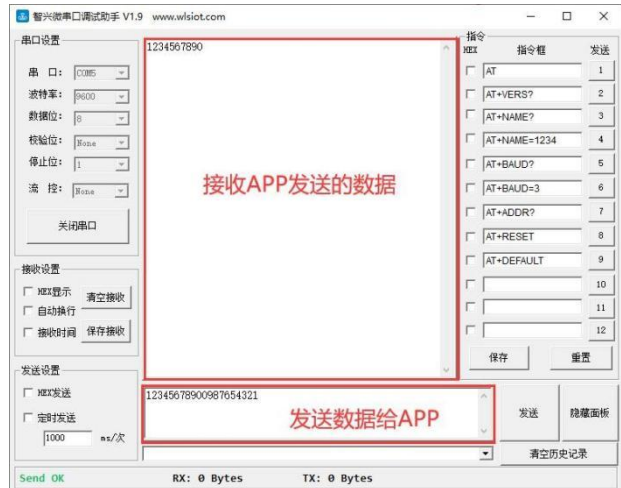 智兴微串口调试助手 V1.9 www.wlsiot.com
串口设置
串 口: COM5
波特率: 9600
数据位: 8
校验位: None
停止位: 1
流 控: None
关闭串口
接收设置
HEX显示
清空接收
自动换行
接收时间
保存接收
发送设置
HEX发送
定时发送
1000 ms/次
1234567890
接收APP发送的数据
12345678900987654321
发送数据给APP
指令
HEX 指令框 发送
AT 1
AT+VERS? 2
AT+NAME? 3
AT+NAME=1234 4
AT+BAUD? 5
AT+BAUD=3 6
AT+ADDR? 7
AT+RESET 8
AT+DEFAULT 9
10
11
12
保存 重置
发送 隐藏面板
清空历史记录
Send OK RX: 0 Bytes TX: 0 Bytes